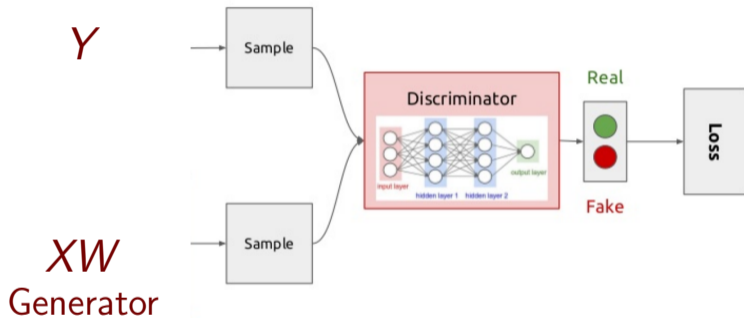 Y
Sample
Discriminator
input layer
hidden layer 1
hidden layer 2
output layer
Real
Fake
Loss
XW
Generator
Sample